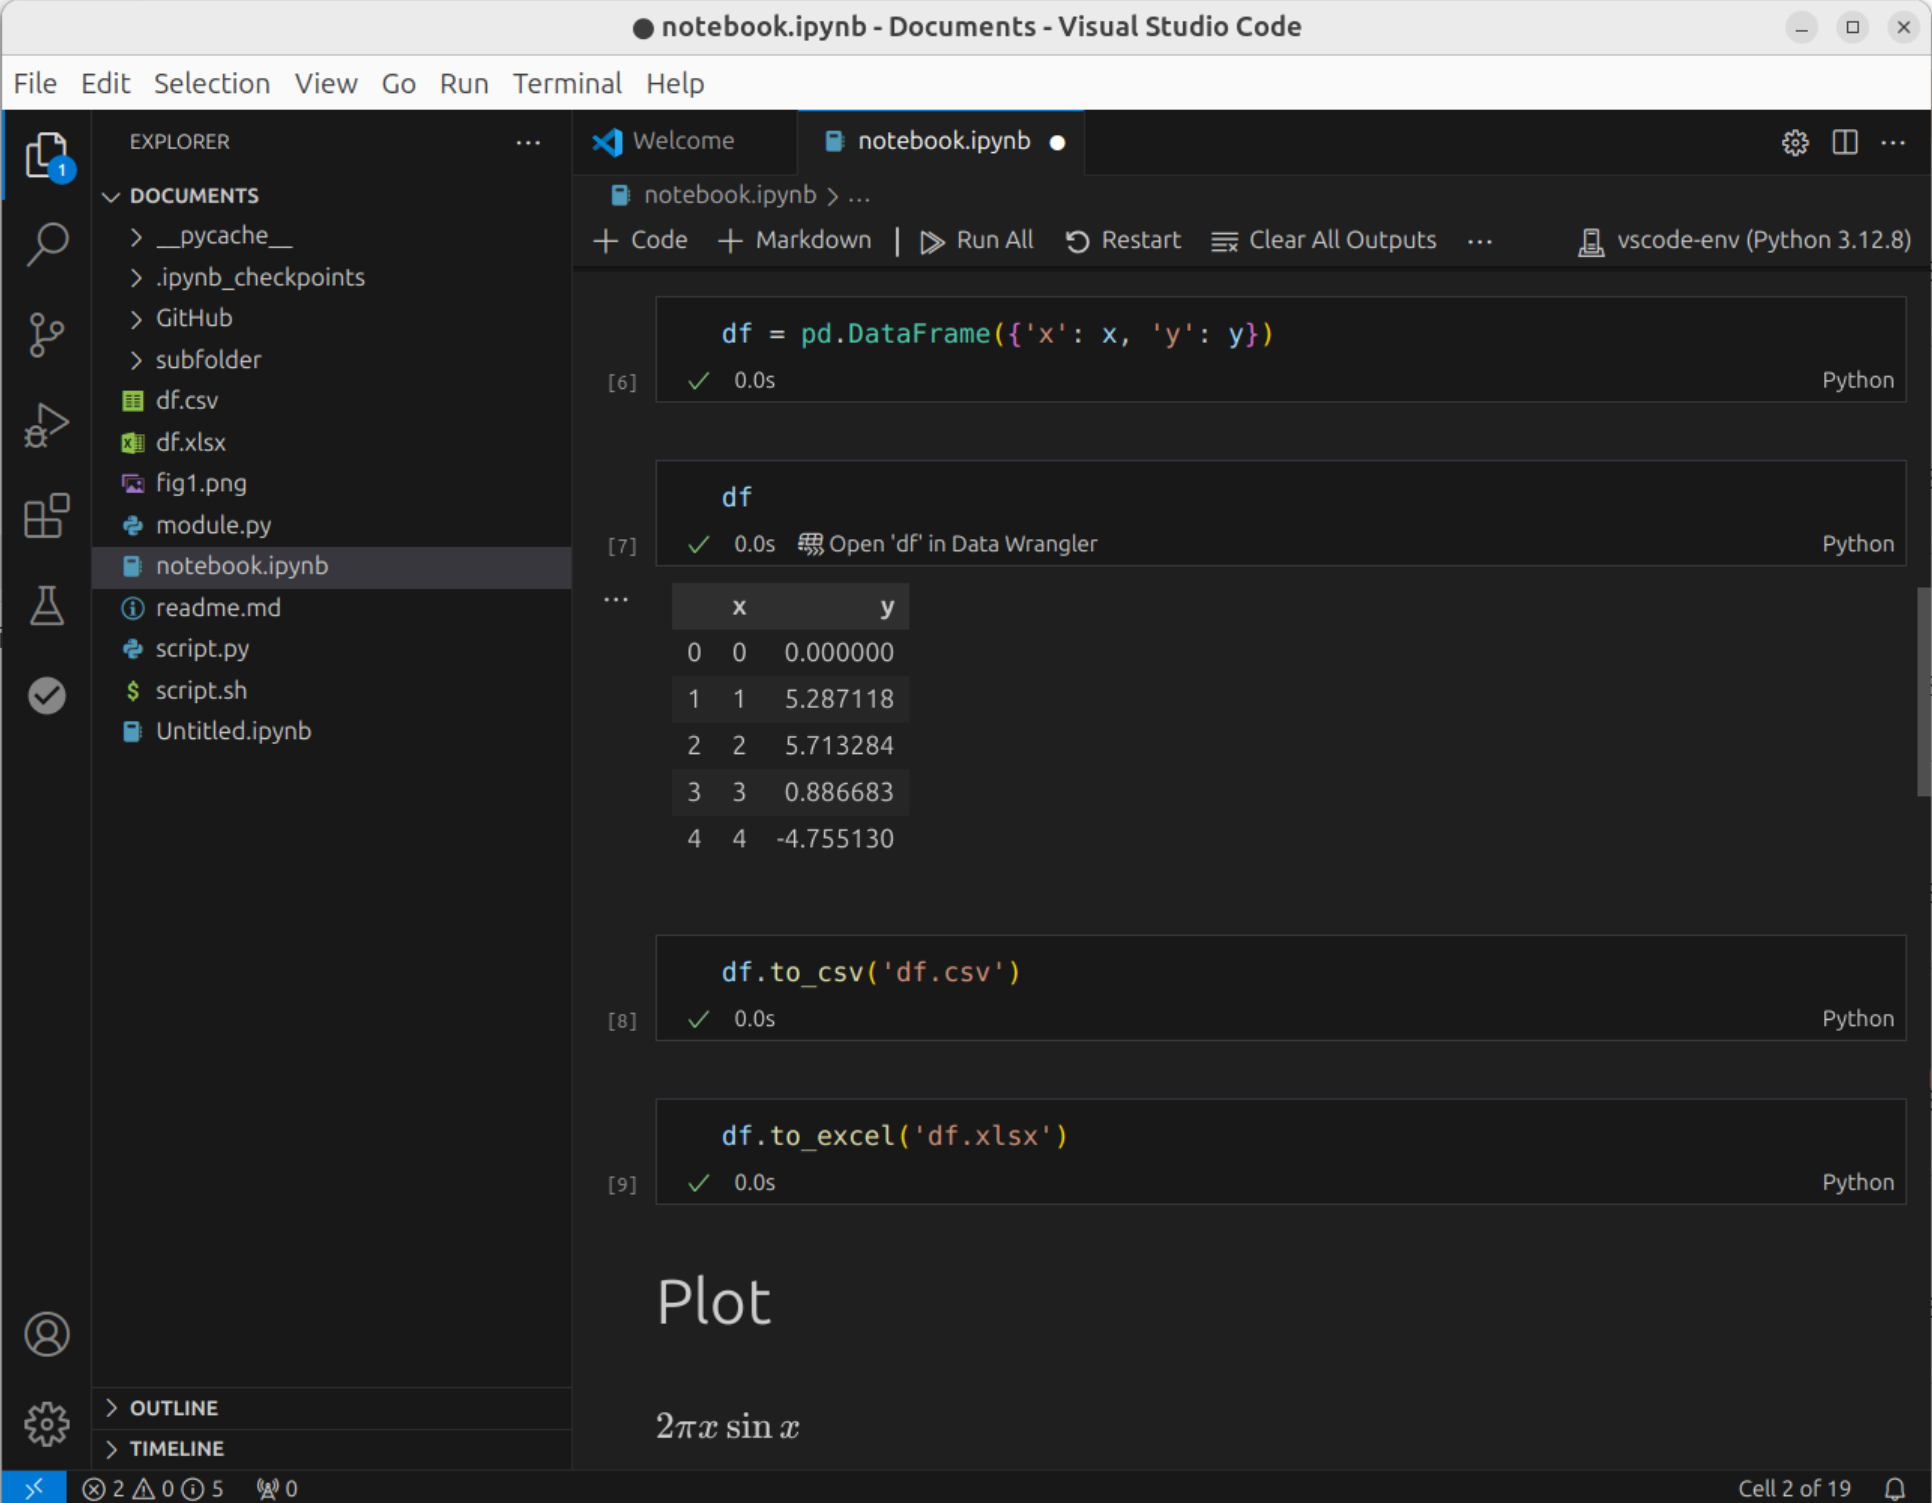 notebook.ipynb - Documents - Visual Studio Code
File Edit Selection View Go Run Terminal Help
1
EXPLORER ...
DOCUMENTS
__pycache__
.ipynb_checkpoints
GitHub
subfolder
df.csv
df.xlsx
fig1.png
module.py
notebook.ipynb
readme.md
script.py
$ script.sh
Untitled.ipynb
OUTLINE
TIMELINE
Welcome notebook.ipynb ...
notebook.ipynb > ...
+ Code + Markdown | Run All Restart Clear All Outputs ... vscode-env (Python 3.12.8)
df = pd.DataFrame({'x': x, 'y': y})
[6] ✓ 0.0s Python
df
[7] ✓ 0.0s Open 'df' in Data Wrangler Python
...
x y
0 0 0.000000
1 1 5.287118
2 2 5.713284
3 3 0.886683
4 4 -4.755130
df.to_csv('df.csv')
[8] ✓ 0.0s Python
df.to_excel('df.xlsx')
[9] ✓ 0.0s Python
Plot
2πx sin x
2 0 5 0 Cell 2 of 19